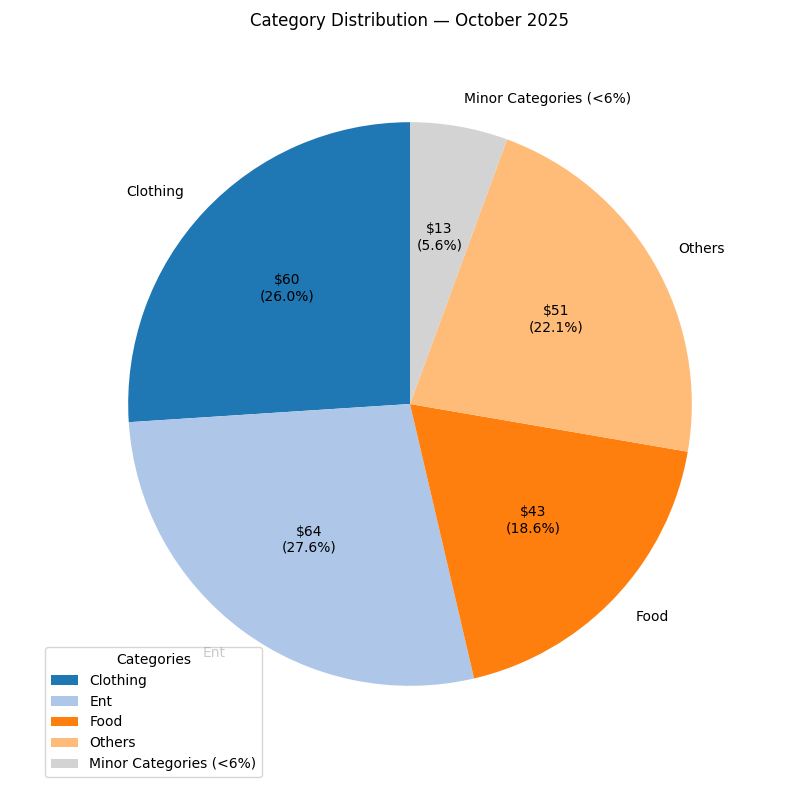 Category Distribution — October 2025
Minor Categories (<6%)
Clothing
Others
$13
(5.6%)
$60
(26.0%)
$51
(22.1%)
$43
(18.6%)
$64
(27.6%)
Food
Ent
Categories
Clothing
Ent
Food
Others
Minor Categories (<6%)